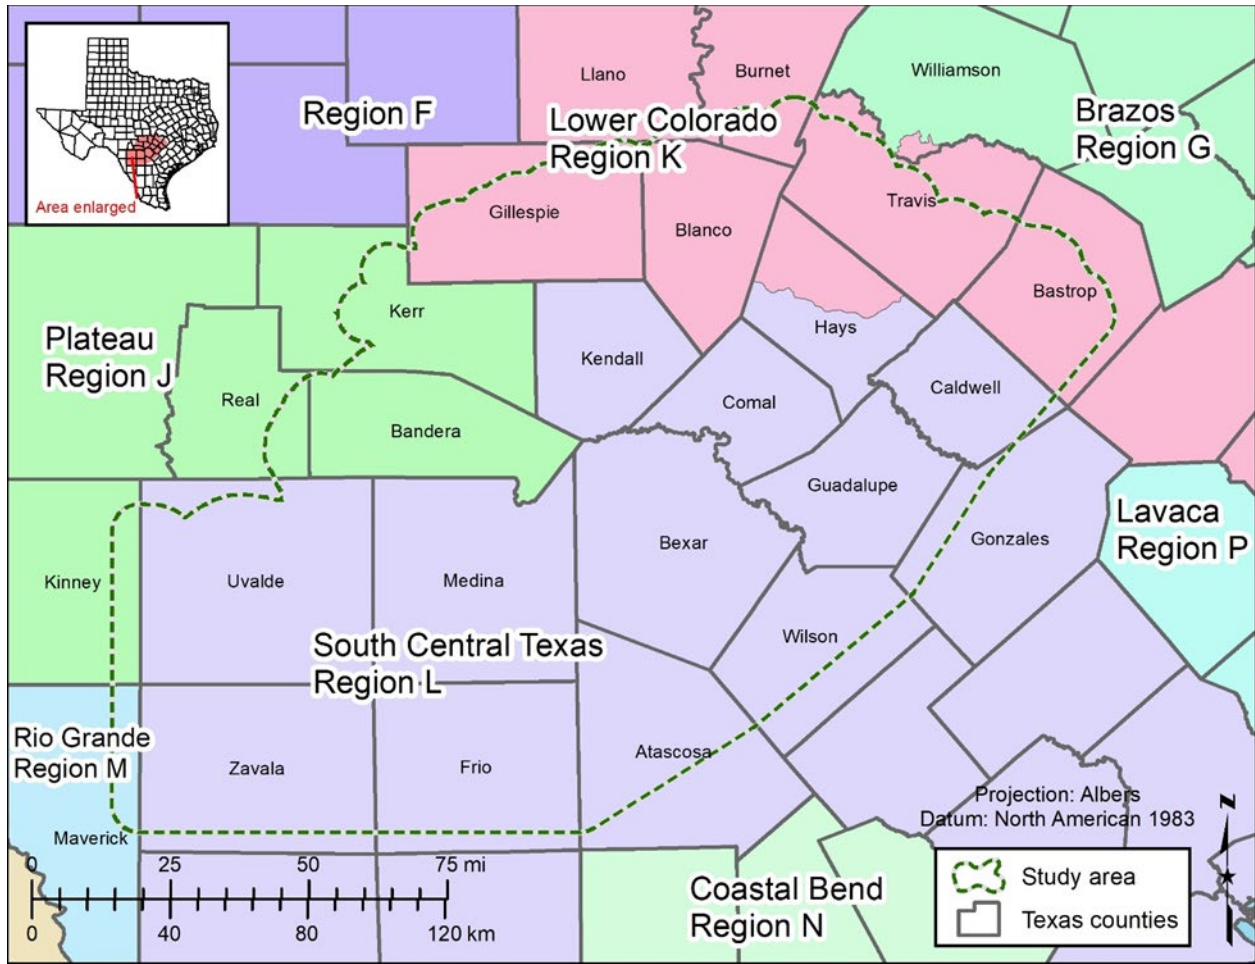 Llano
Burnet
Williamson
Region F
Lower Colorado
Region K
Brazos
Region G
Area enlarged
Gillespie
Blanco
Travis
Bastrop
Kerr
Hays
Plateau
Region J
Kendall
Caldwell
Real
Comal
Bandera
Guadalupe
Lavaca
Region P
Gonzales
Bexar
Kinney
Uvalde
Medina
Wilson
South Central Texas
Region L
Rio Grande
Region M
Zavala
Frio
Atascosa
Maverick
Projection: Albers
Datum: North American 1983
N
0 25 50 75 mi
0 40 80 120 km
Coastal Bend
Region N
Study area
Texas counties